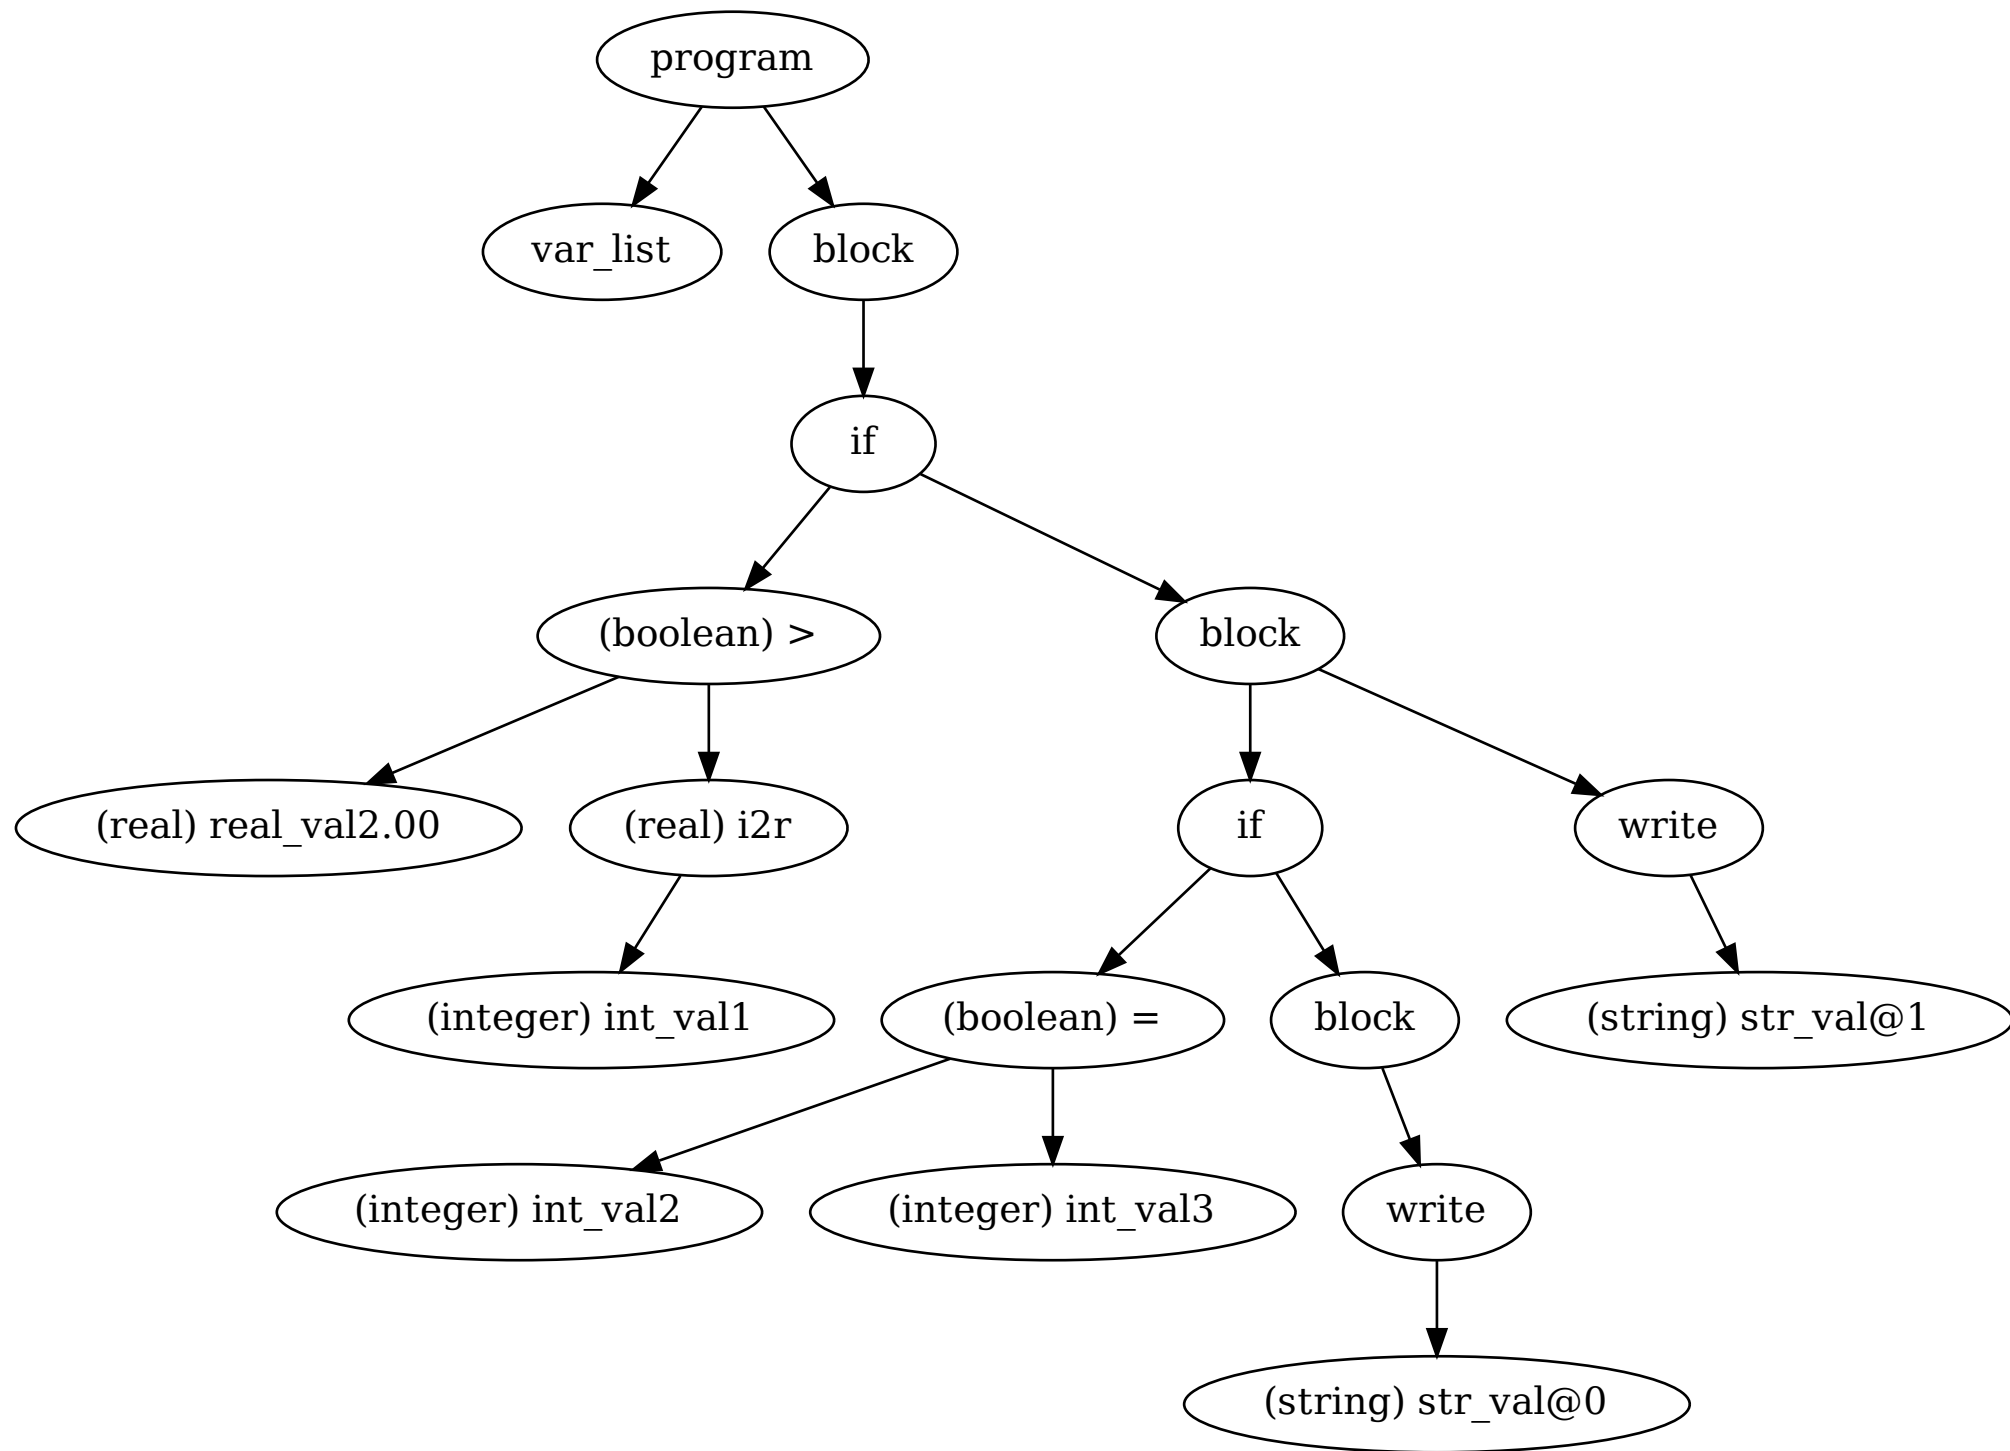 program
var_list
block
if
(boolean) >
block
(real) real_val2.00
(real) i2r
if
write
(integer) int_val1
(boolean) =
block
(string) str_val@1
(integer) int_val2
(integer) int_val3
write
(string) str_val@0